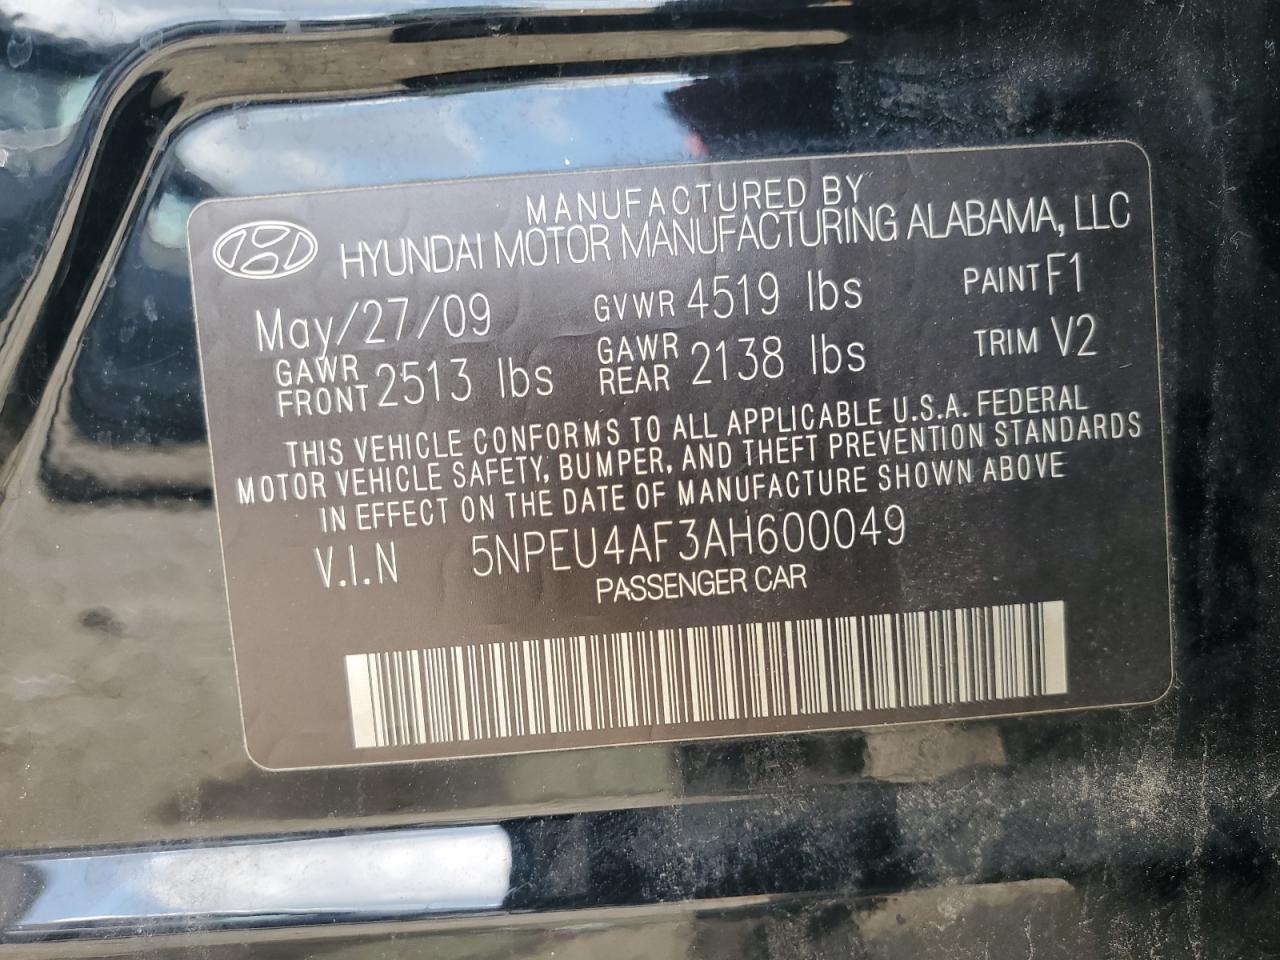 MANUFACTURED BY
HYUNDAI MOTOR MANUFACTURING ALABAMA, LLC
May/27/09 GVWR 4519 lbs PAINT F1
GAWR FRONT 2513 lbs GAWR REAR 2138 lbs TRIM V2
THIS VEHICLE CONFORMS TO ALL APPLICABLE U.S.A. FEDERAL
MOTOR VEHICLE SAFETY, BUMPER, AND THEFT PREVENTION STANDARDS
IN EFFECT ON THE DATE OF MANUFACTURE SHOWN ABOVE
V.I.N 5NPEU4AF3AH600049
PASSENGER CAR